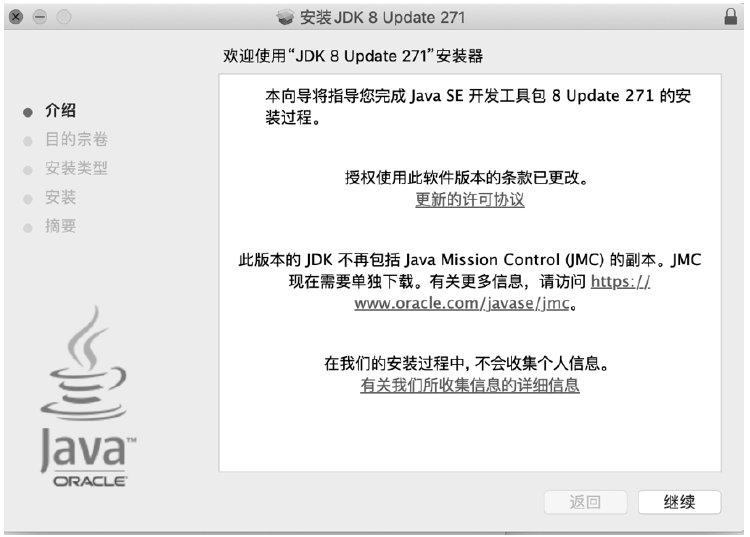 安装 JDK 8 Update 271
欢迎使用“JDK 8 Update 271”安装器
介绍
目的宗卷
安装类型
安装
摘要
本向导将指导您完成 Java SE 开发工具包 8 Update 271 的安
装过程。
授权使用此软件版本的条款已更改。
更新的许可协议
此版本的 JDK 不再包括 Java Mission Control (JMC) 的副本。JMC
现在需要单独下载。有关更多信息，请访问 https://
www.oracle.com/javase/jmc。
在我们的安装过程中, 不会收集个人信息。
有关我们所收集信息的详细信息
Java™
ORACLE
返回
继续